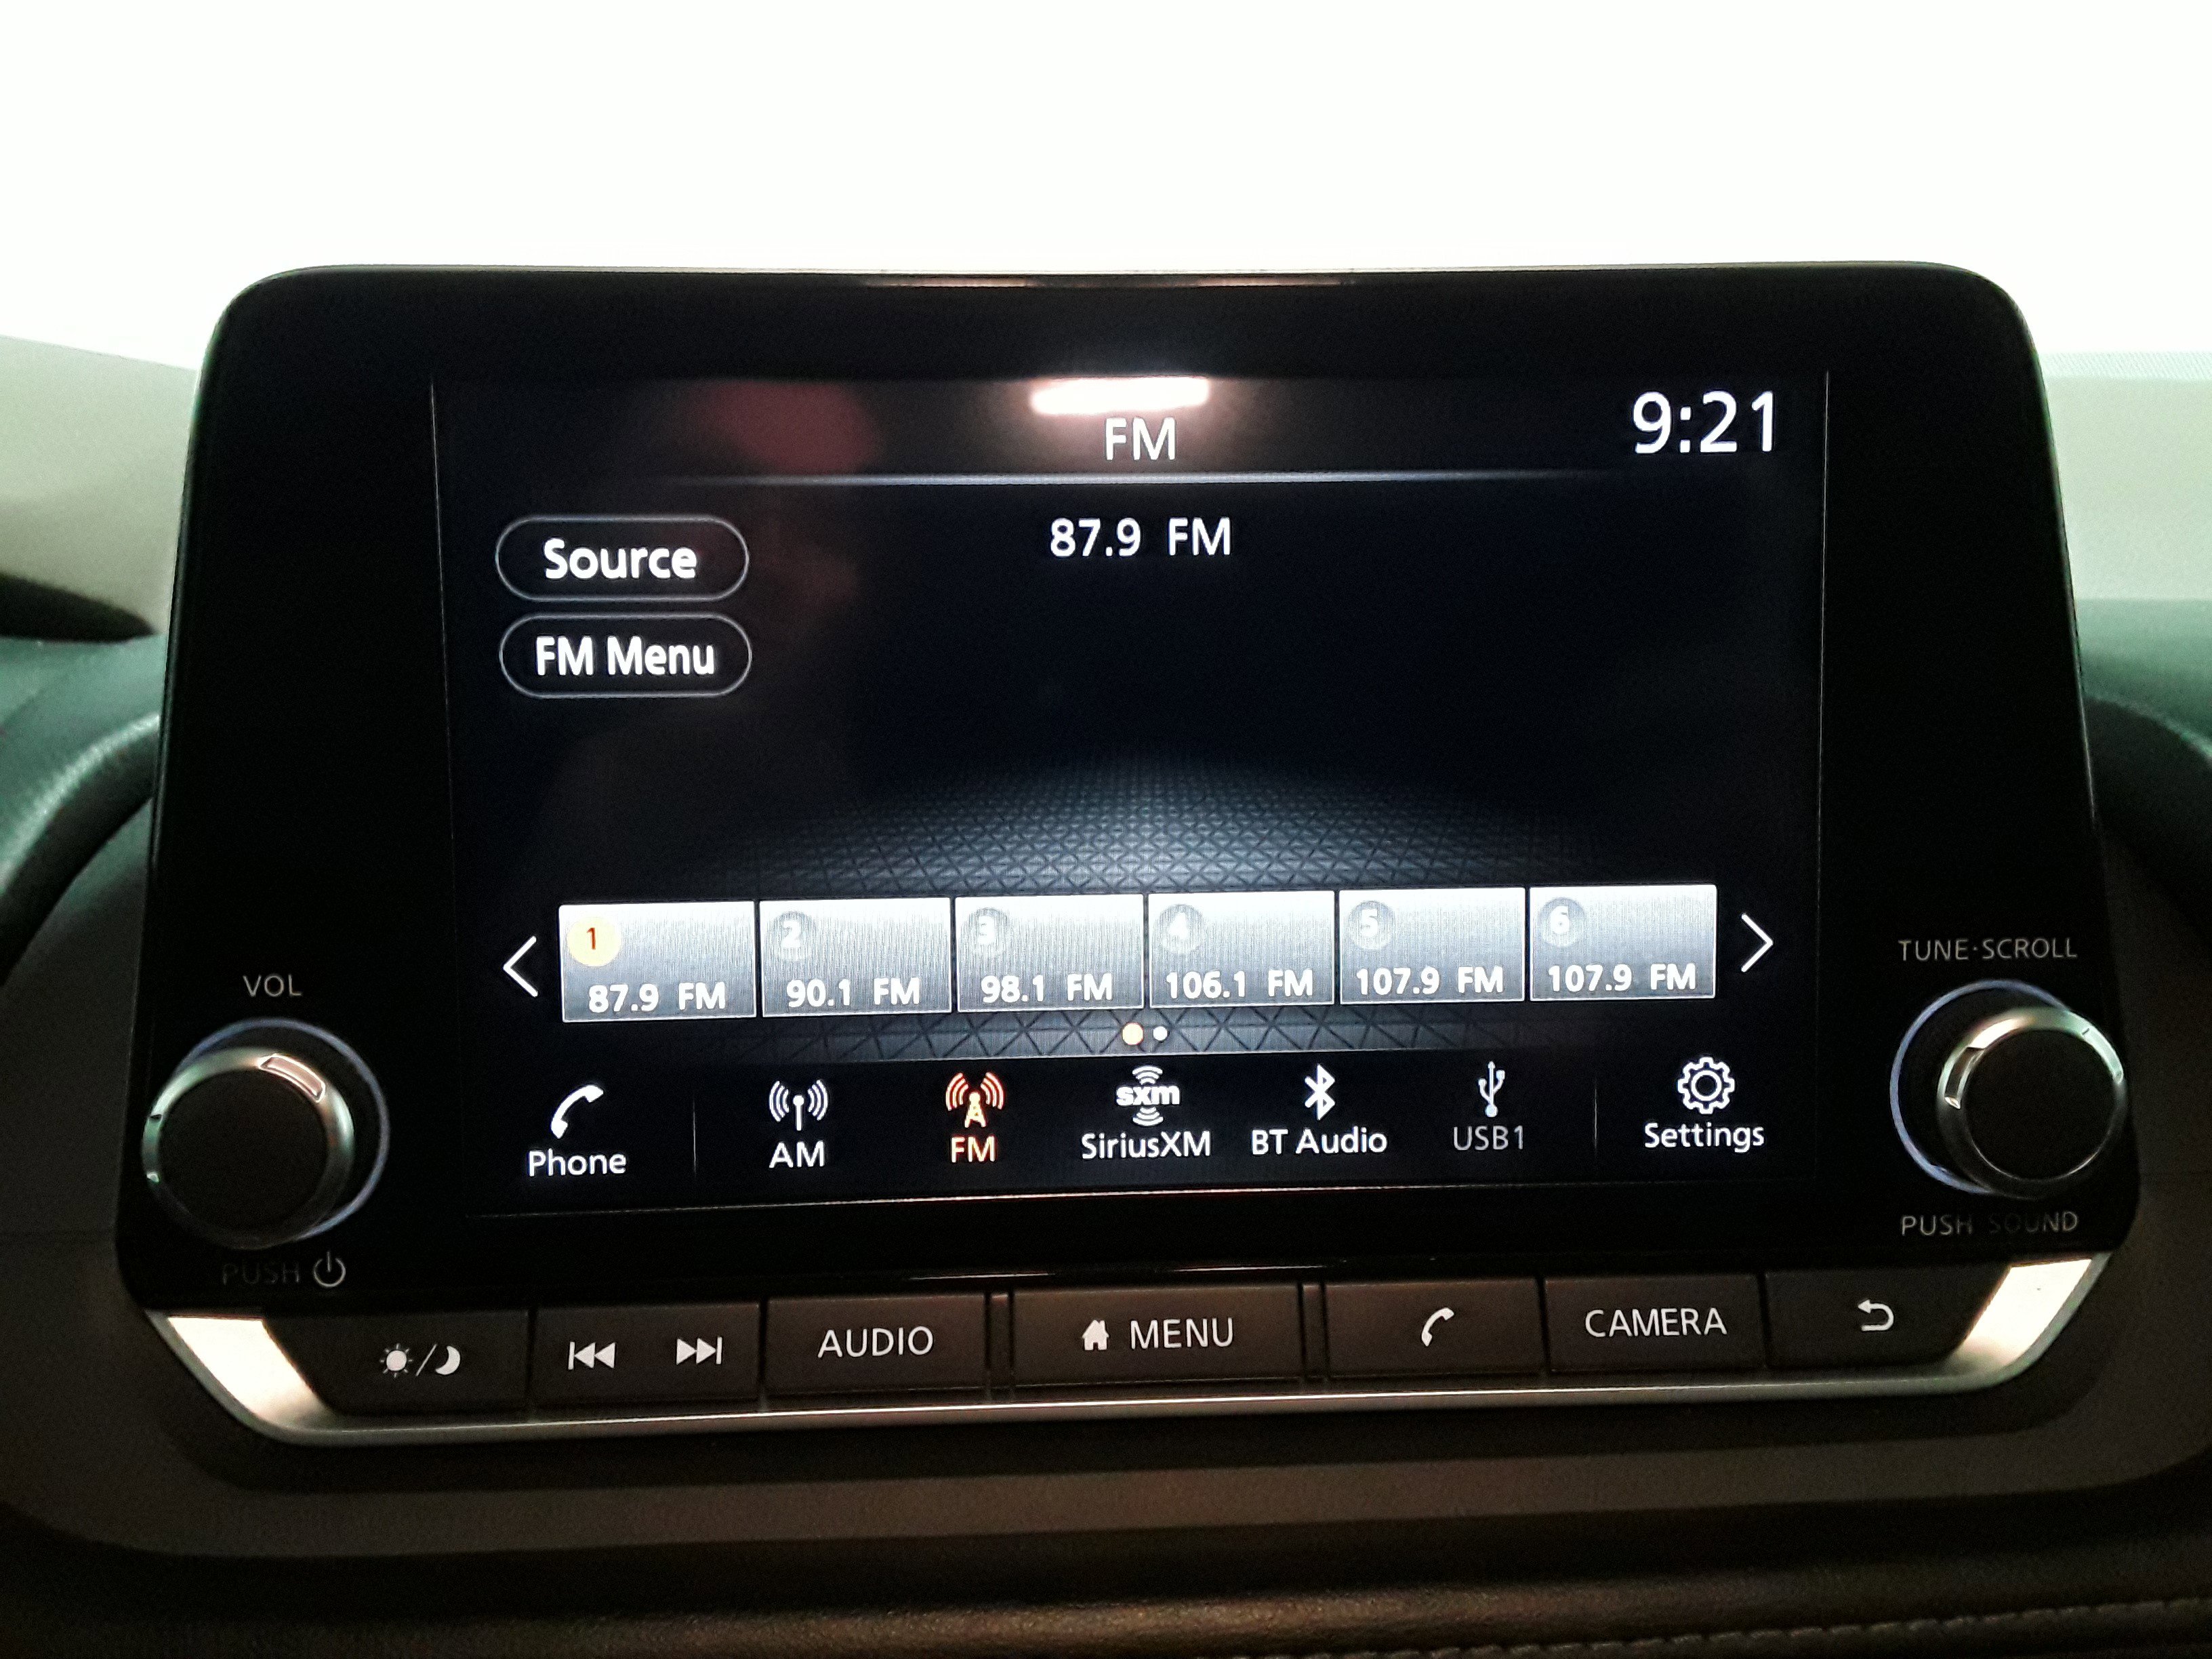 FM
9:21
87.9 FM
Source
FM Menu
1
87.9 FM
2
90.1 FM
3
98.1 FM
4
106.1 FM
5
107.9 FM
6
107.9 FM
Phone
AM
FM
sxm
SiriusXM
BT Audio
USB1
Settings
VOL
PUSH
TUNE·SCROLL
PUSH SOUND
AUDIO
MENU
CAMERA